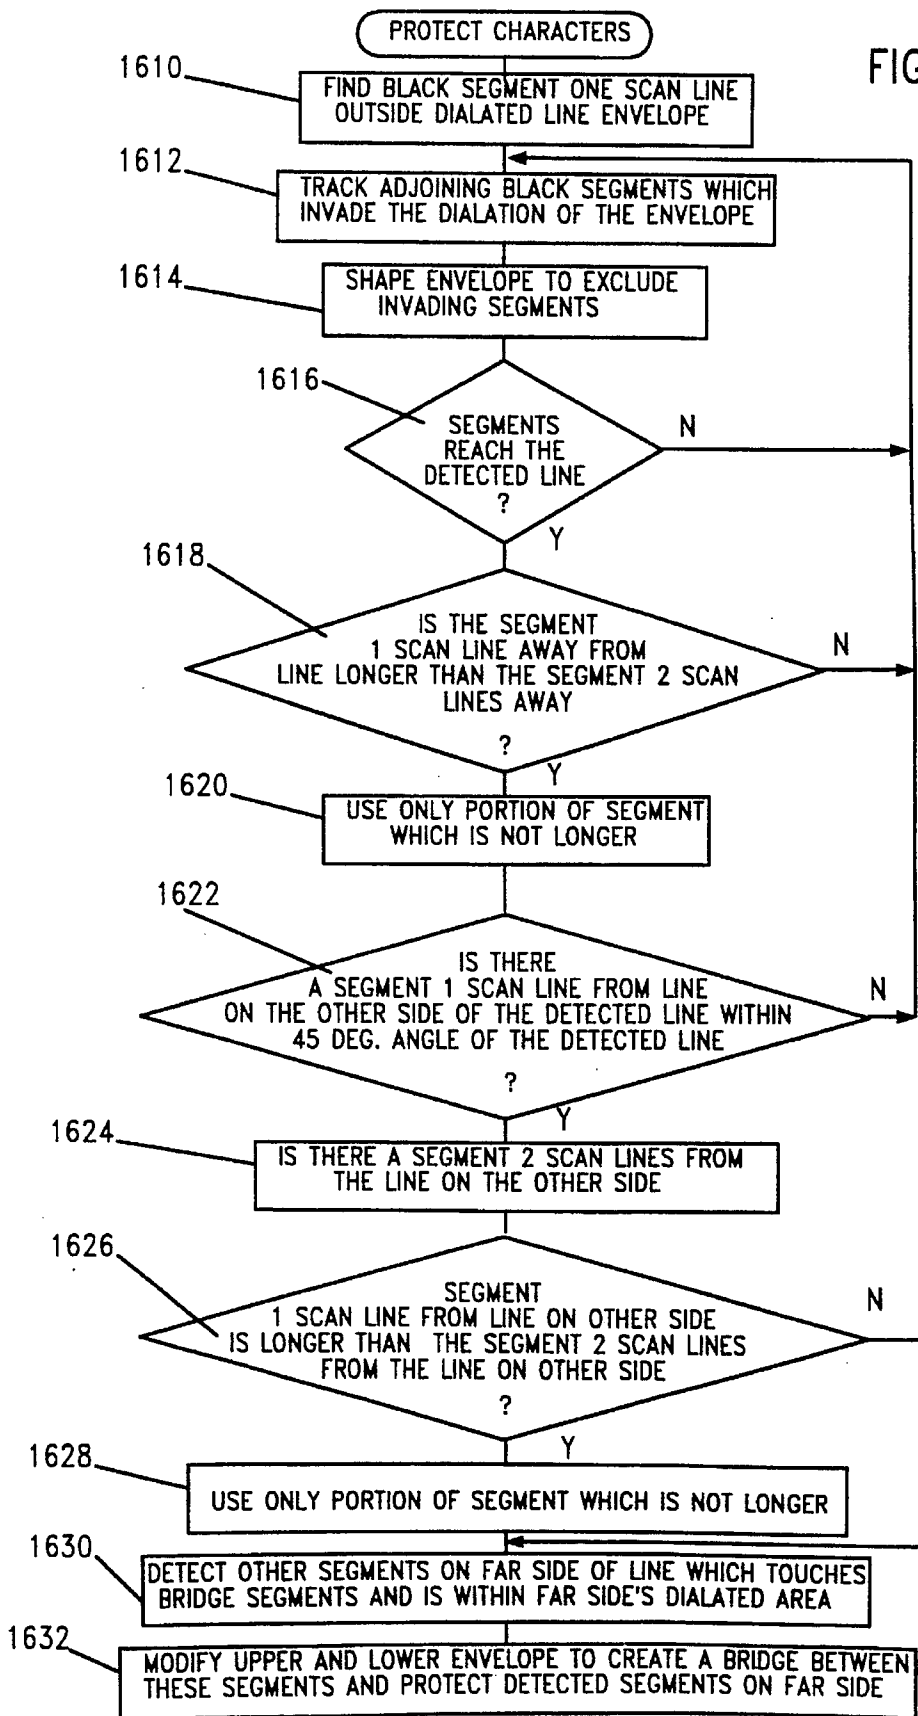 PROTECT CHARACTERS
FIG
1610
FIND BLACK SEGMENT ONE SCAN LINE
OUTSIDE DIALATED LINE ENVELOPE
1612
TRACK ADJOINING BLACK SEGMENTS WHICH
INVADE THE DIALATION OF THE ENVELOPE
1614
SHAPE ENVELOPE TO EXCLUDE
INVADING SEGMENTS
1616
SEGMENTS
REACH THE
DETECTED LINE
?
N
Y
1618
IS THE SEGMENT
1 SCAN LINE AWAY FROM
LINE LONGER THAN THE SEGMENT 2 SCAN
LINES AWAY
?
N
Y
1620
USE ONLY PORTION OF SEGMENT
WHICH IS NOT LONGER
1622
IS THERE
A SEGMENT 1 SCAN LINE FROM LINE
ON THE OTHER SIDE OF THE DETECTED LINE WITHIN
45 DEG. ANGLE OF THE DETECTED LINE
?
N
Y
1624
IS THERE A SEGMENT 2 SCAN LINES FROM
THE LINE ON THE OTHER SIDE
1626
SEGMENT
1 SCAN LINE FROM LINE ON OTHER SIDE
IS LONGER THAN THE SEGMENT 2 SCAN LINES
FROM THE LINE ON OTHER SIDE
?
N
Y
1628
USE ONLY PORTION OF SEGMENT WHICH IS NOT LONGER
1630
DETECT OTHER SEGMENTS ON FAR SIDE OF LINE WHICH TOUCHES
BRIDGE SEGMENTS AND IS WITHIN FAR SIDE'S DIALATED AREA
1632
MODIFY UPPER AND LOWER ENVELOPE TO CREATE A BRIDGE BETWEEN
THESE SEGMENTS AND PROTECT DETECTED SEGMENTS ON FAR SIDE